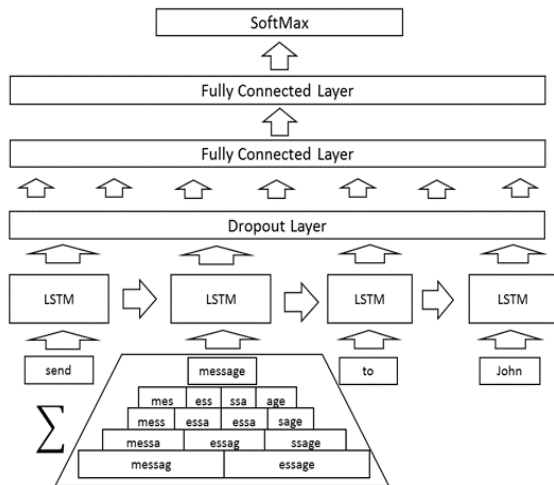 SoftMax
Fully Connected Layer
Fully Connected Layer
Dropout Layer
LSTM LSTM LSTM LSTM
send message to John
∑
mes ess ssa age
mess essa essa sage
messa essag ssage
messag essage